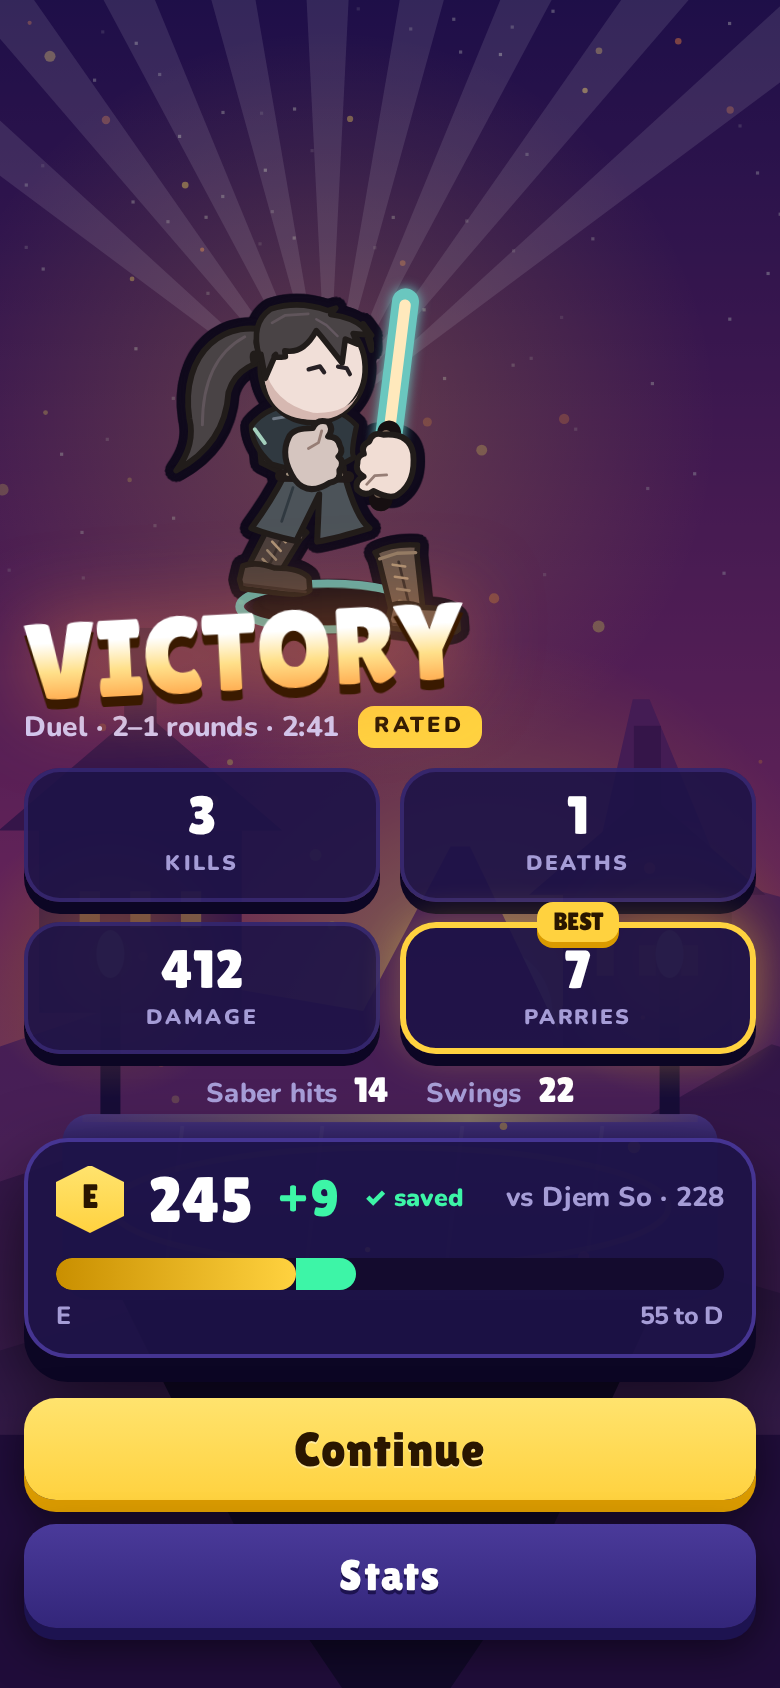 VICTORY
Duel · 2–1 rounds · 2:41 RATED
3
KILLS
1
DEATHS
412
DAMAGE
BEST
7
PARRIES
Saber hits 14 Swings 22
E 245 +9 ✓ saved vs Djem So · 228
E 55 to D
Continue
Stats